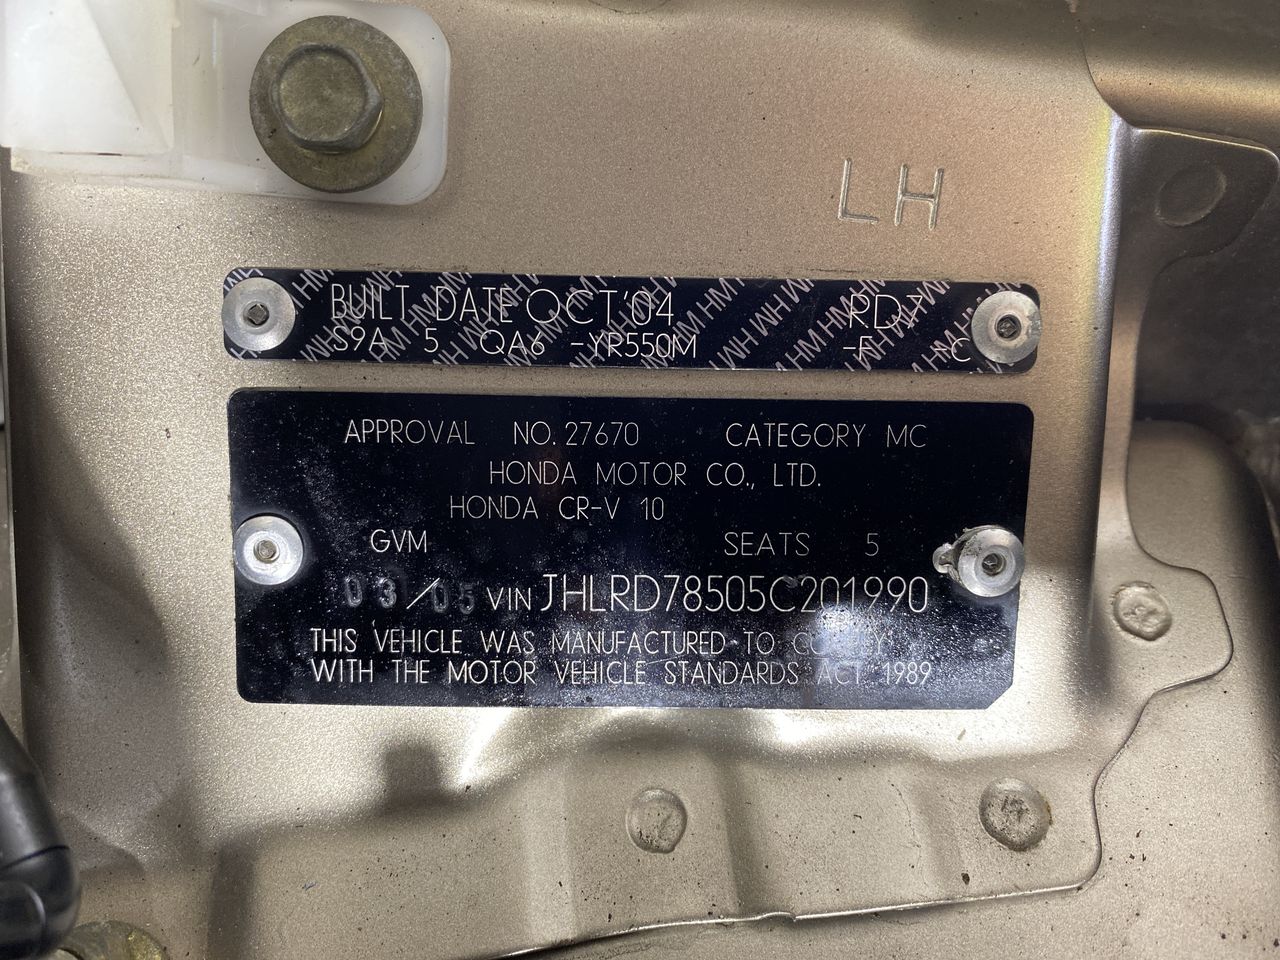 LH
BUILT DATE OCT'04 RD7
S9A 5 QA6 -YR550M -E -C
APPROVAL NO. 27670 CATEGORY MC
HONDA MOTOR CO., LTD.
HONDA CR-V 10
GVM SEATS 5
03/05 VIN JHLRD78505C201990
THIS VEHICLE WAS MANUFACTURED TO COMPLY
WITH THE MOTOR VEHICLE STANDARDS ACT 1989